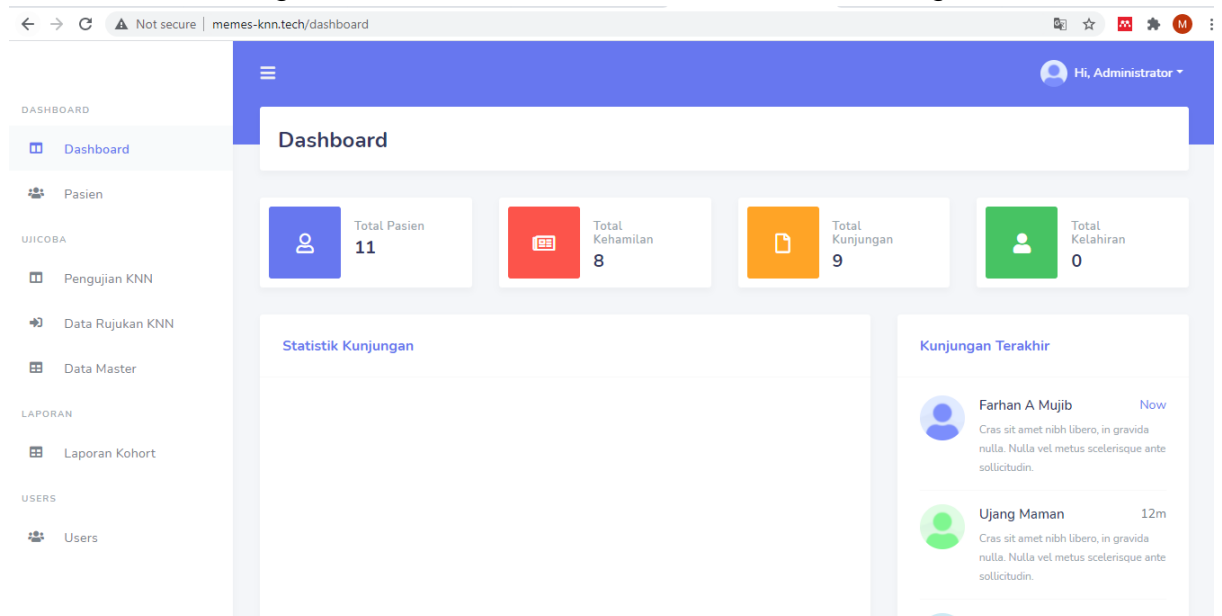 Not secure | memes-knn.tech/dashboard
M
Hi, Administrator
DASHBOARD
Dashboard
Pasien
UJICOBA
Pengujian KNN
Data Rujukan KNN
Data Master
LAPORAN
Laporan Kohort
USERS
Users
Dashboard
Total Pasien
11
Total
Kehamilan
8
Total
Kunjungan
9
Total
Kelahiran
0
Statistik Kunjungan
Kunjungan Terakhir
Farhan A Mujib Now
Cras sit amet nibh libero, in gravida
nulla. Nulla vel metus scelerisque ante
sollicitudin.
Ujang Maman 12m
Cras sit amet nibh libero, in gravida
nulla. Nulla vel metus scelerisque ante
sollicitudin.